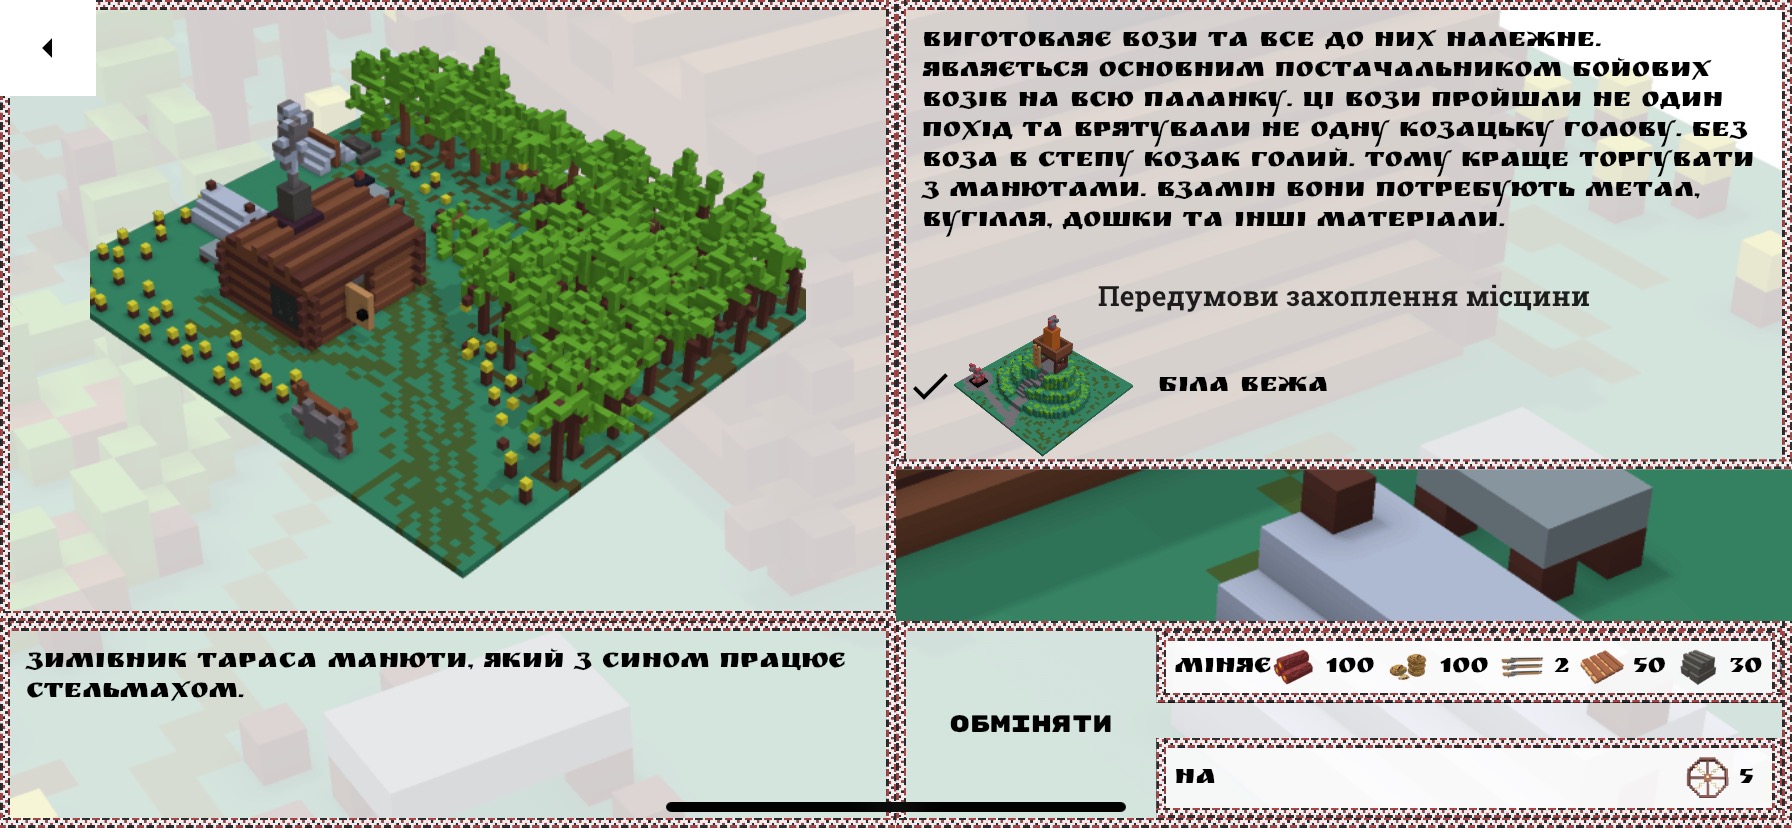 Виготовляє вози та все до них належне.
Являється основним постачальником бойових
возів на всю паланку. Ці вози пройшли не один
похід та врятували не одну козацьку голову. Без
воза в степу козак голий. Тому краще торгувати
з Манютами. Взамін вони потребують метал,
вугілля, дошки та інші матеріали.
Передумови захоплення місцини
Біла Вежа
Зимівник Тараса Манюти, який з сином працює
стельмахом.
Обміняти
Міняє 100 100 2 50 30
на 5